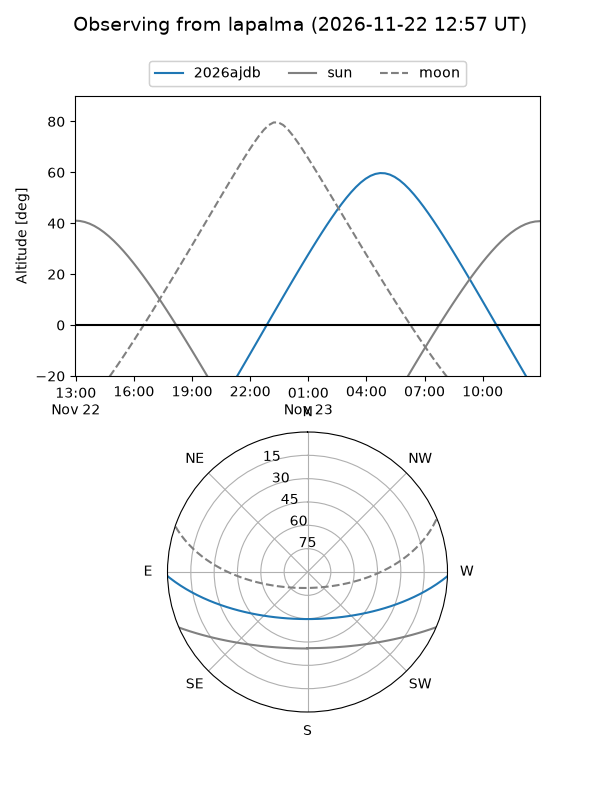 Observing from lapalma (2026-11-22 12:57 UT)
2026ajdb sun moon
Altitude [deg]
80
60
40
20
0
−20
13:00 16:00 19:00 22:00 01:00 04:00 07:00 10:00
Nov 22 Nov 23
N
NE NW
15
30
45
60
75
E W
SE SW
S